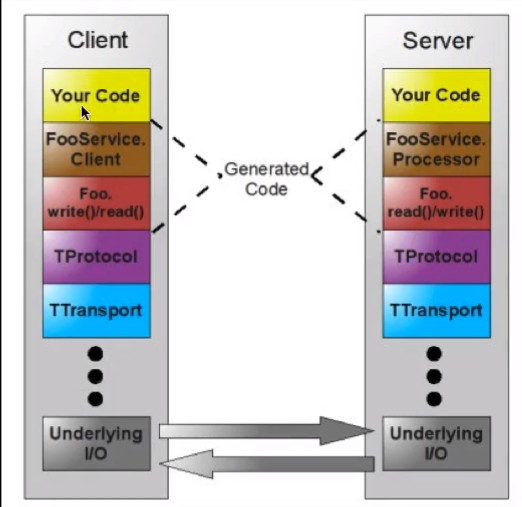 Client
Your Code
FooService.
Client
Foo.
write()/read()
TProtocol
TTransport
Underlying
I/O
Generated
Code
Server
Your Code
FooService.
Processor
Foo.
read()/write()
TProtocol
TTransport
Underlying
I/O